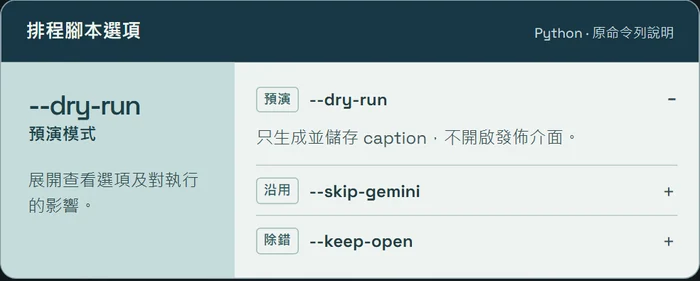 排程腳本選項
Python · 原命令列說明
--dry-run
預演模式
展開查看選項及對執行
的影響。
預演 --dry-run −
只生成並儲存 caption，不開啟發佈介面。
沿用 --skip-gemini +
除錯 --keep-open +